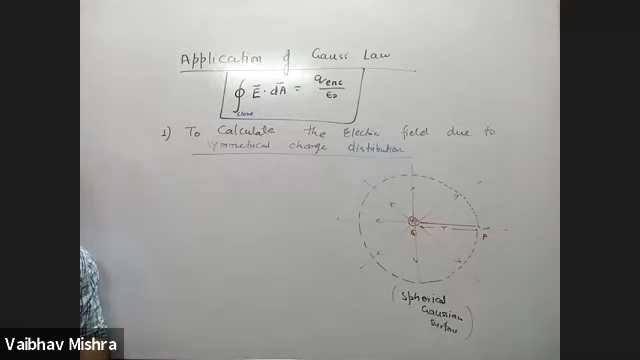 Application of Gauss Law
∮ E⃗ · dA⃗ = qenc / ε0
closed
1) To Calculate the Electric field due to
symmetrical charge distribution
r
P
(Spherical
Gaussian
Surface)
Vaibhav Mishra